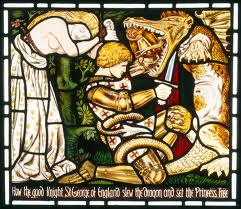 How the good Knight St George of England slew the dragon and set the Princess free